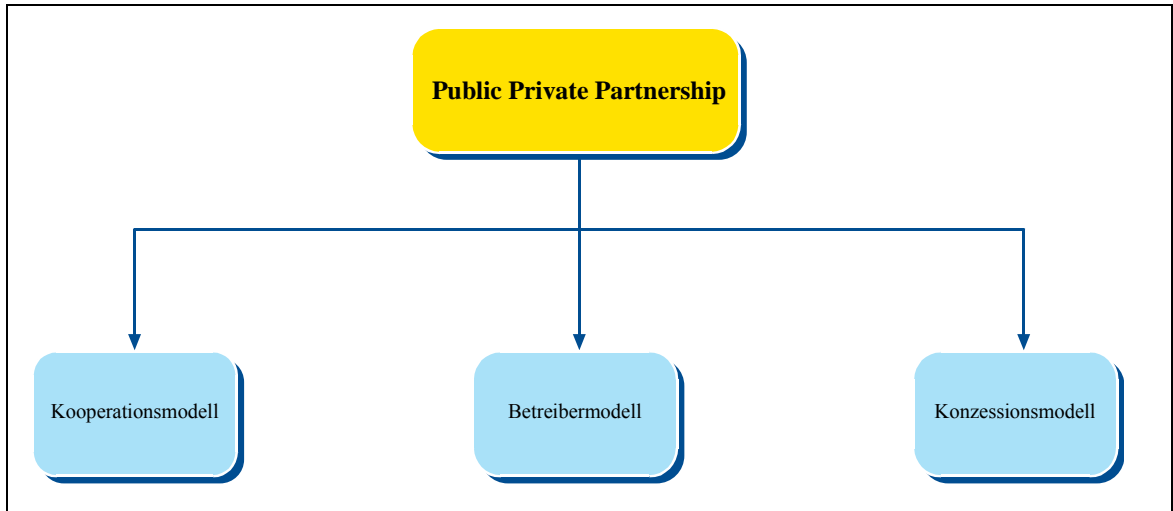 Public Private Partnership
Kooperationsmodell
Betreibermodell
Konzessionsmodell